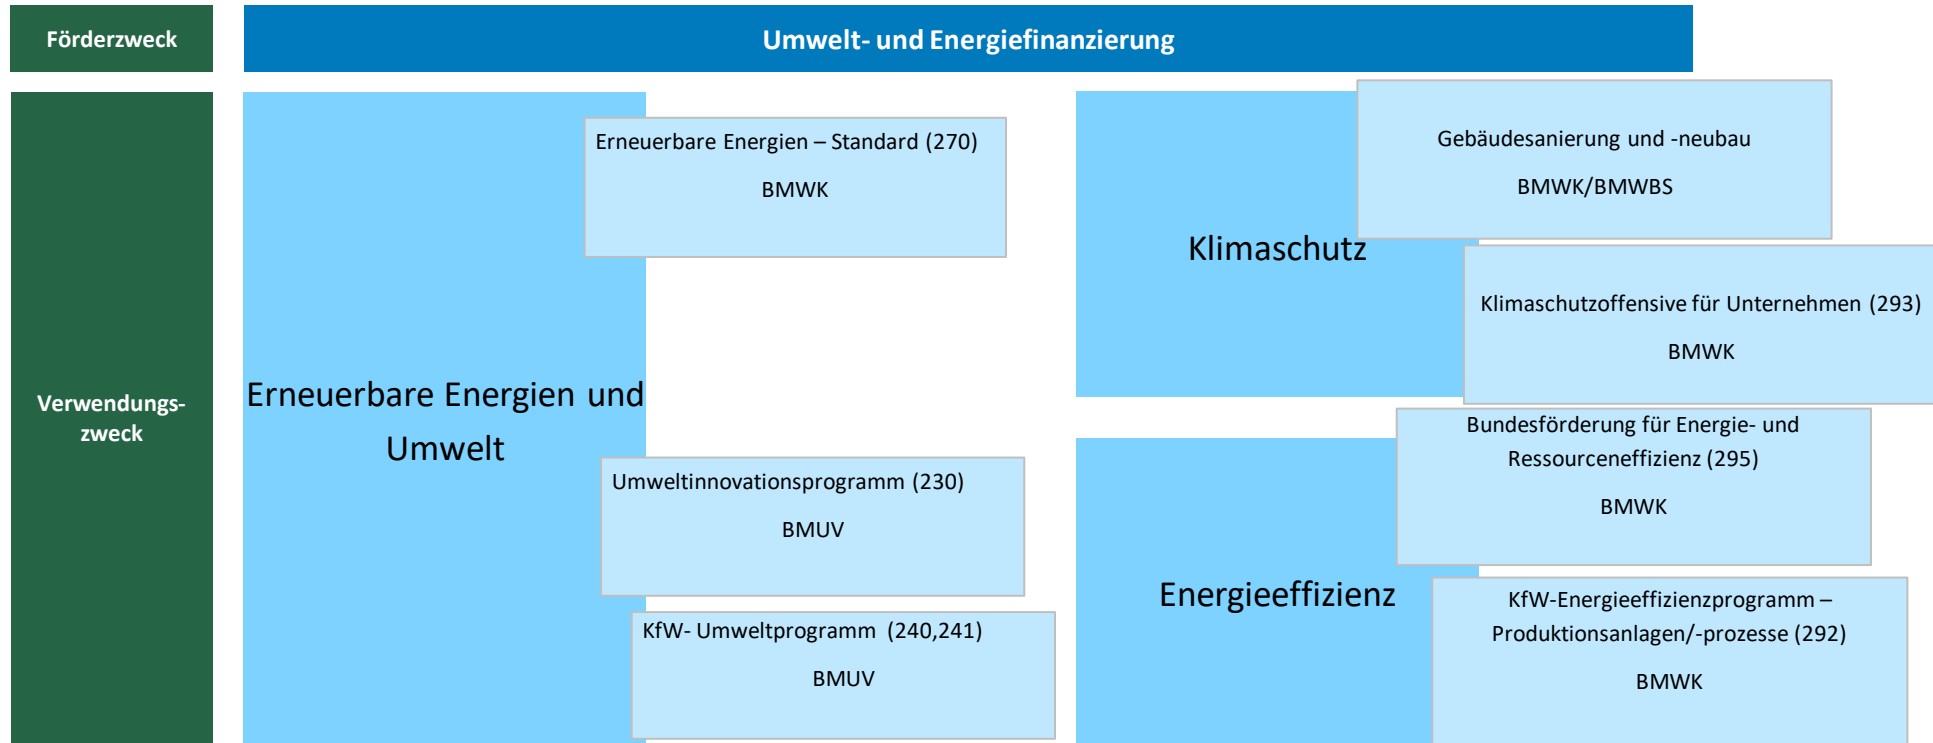 Förderzweck
Umwelt- und Energiefinanzierung
Verwendungs-
zweck
Erneuerbare Energien und
Umwelt
Erneuerbare Energien – Standard (270)
BMWK
Umweltinnovationsprogramm (230)
BMUV
KfW- Umweltprogramm (240,241)
BMUV
Klimaschutz
Gebäudesanierung und -neubau
BMWK/BMWBS
Klimaschutzoffensive für Unternehmen (293)
BMWK
Energieeffizienz
Bundesförderung für Energie- und
Ressourceneffizienz (295)
BMWK
KfW-Energieeffizienzprogramm –
Produktionsanlagen/-prozesse (292)
BMWK